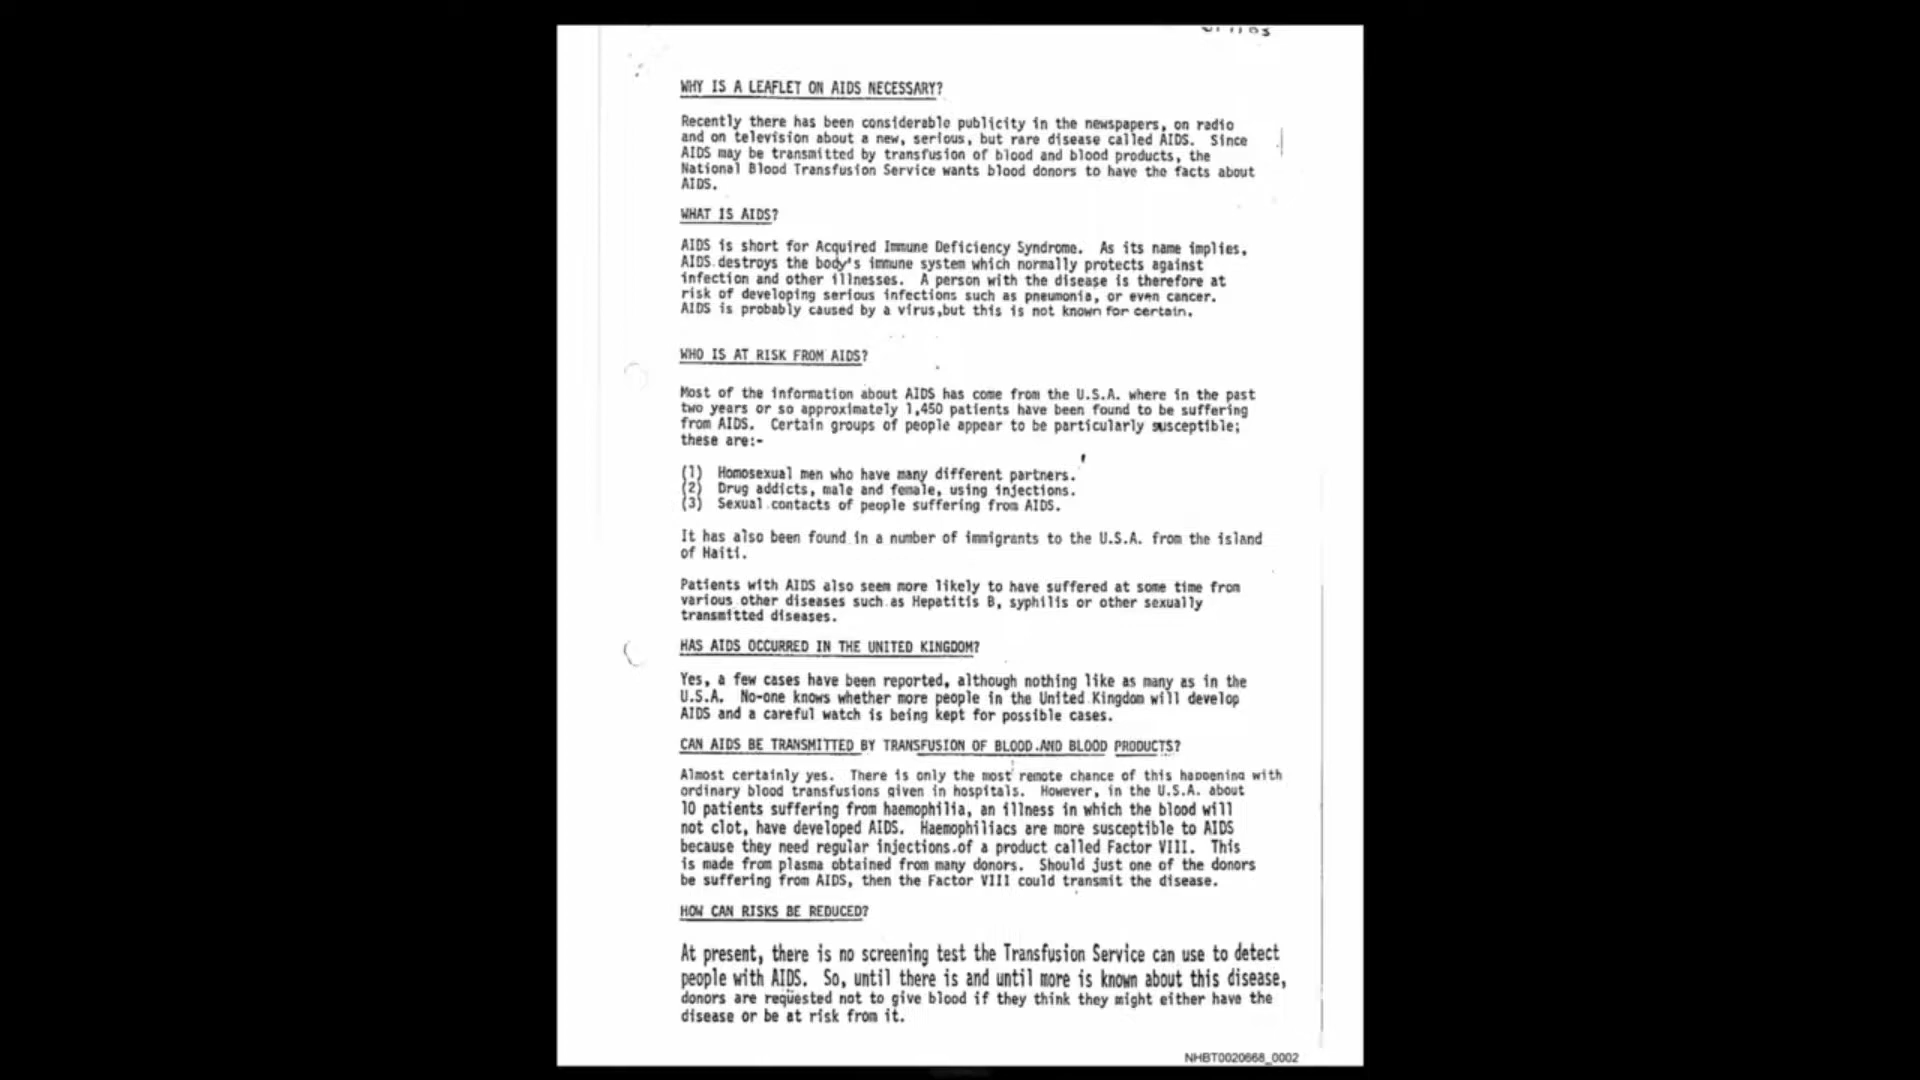 WHY IS A LEAFLET ON AIDS NECESSARY?
Recently there has been considerable publicity in the newspapers, on radio
and on television about a new, serious, but rare disease called AIDS. Since
AIDS may be transmitted by transfusion of blood and blood products, the
National Blood Transfusion Service wants blood donors to have the facts about
AIDS.
WHAT IS AIDS?
AIDS is short for Acquired Immune Deficiency Syndrome. As its name implies,
AIDS destroys the body's immune system which normally protects against
infection and other illnesses. A person with the disease is therefore at
risk of developing serious infections such as pneumonia, or even cancer.
AIDS is probably caused by a virus,but this is not known for certain.
WHO IS AT RISK FROM AIDS?
Most of the information about AIDS has come from the U.S.A. where in the past
two years or so approximately 1,450 patients have been found to be suffering
from AIDS. Certain groups of people appear to be particularly susceptible;
these are:-
(1) Homosexual men who have many different partners.
(2) Drug addicts, male and female, using injections.
(3) Sexual contacts of people suffering from AIDS.
It has also been found in a number of immigrants to the U.S.A. from the island
of Haiti.
Patients with AIDS also seem more likely to have suffered at some time from
various other diseases such as Hepatitis B, syphilis or other sexually
transmitted diseases.
HAS AIDS OCCURRED IN THE UNITED KINGDOM?
Yes, a few cases have been reported, although nothing like as many as in the
U.S.A. No-one knows whether more people in the United Kingdom will develop
AIDS and a careful watch is being kept for possible cases.
CAN AIDS BE TRANSMITTED BY TRANSFUSION OF BLOOD AND BLOOD PRODUCTS?
Almost certainly yes. There is only the most remote chance of this happening with
ordinary blood transfusions given in hospitals. However, in the U.S.A. about
10 patients suffering from haemophilia, an illness in which the blood will
not clot, have developed AIDS. Haemophiliacs are more susceptible to AIDS
because they need regular injections of a product called Factor VIII. This
is made from plasma obtained from many donors. Should just one of the donors
be suffering from AIDS, then the Factor VIII could transmit the disease.
HOW CAN RISKS BE REDUCED?
At present, there is no screening test the Transfusion Service can use to detect
people with AIDS. So, until there is and until more is known about this disease,
donors are requested not to give blood if they think they might either have the
disease or be at risk from it.
NHBT0020668_0002